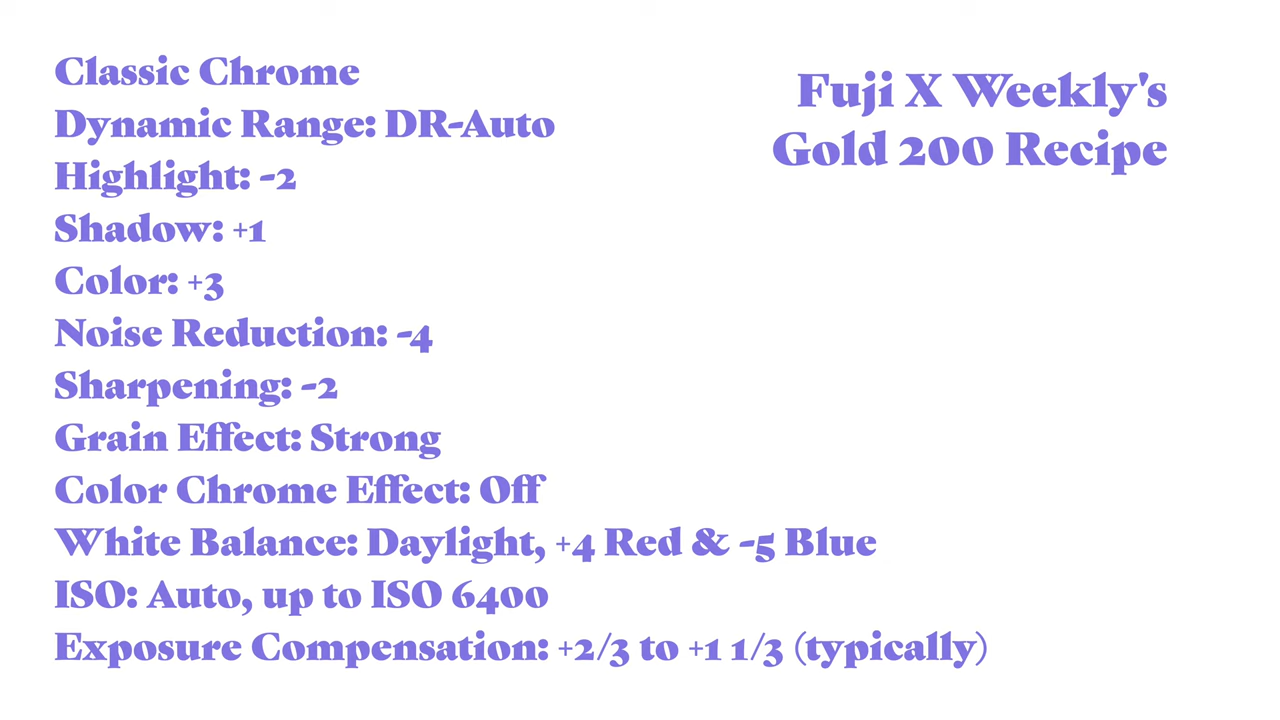 Fuji X Weekly's
Gold 200 Recipe
Classic Chrome
Dynamic Range: DR-Auto
Highlight: -2
Shadow: +1
Color: +3
Noise Reduction: -4
Sharpening: -2
Grain Effect: Strong
Color Chrome Effect: Off
White Balance: Daylight, +4 Red & -5 Blue
ISO: Auto, up to ISO 6400
Exposure Compensation: +2/3 to +1 1/3 (typically)